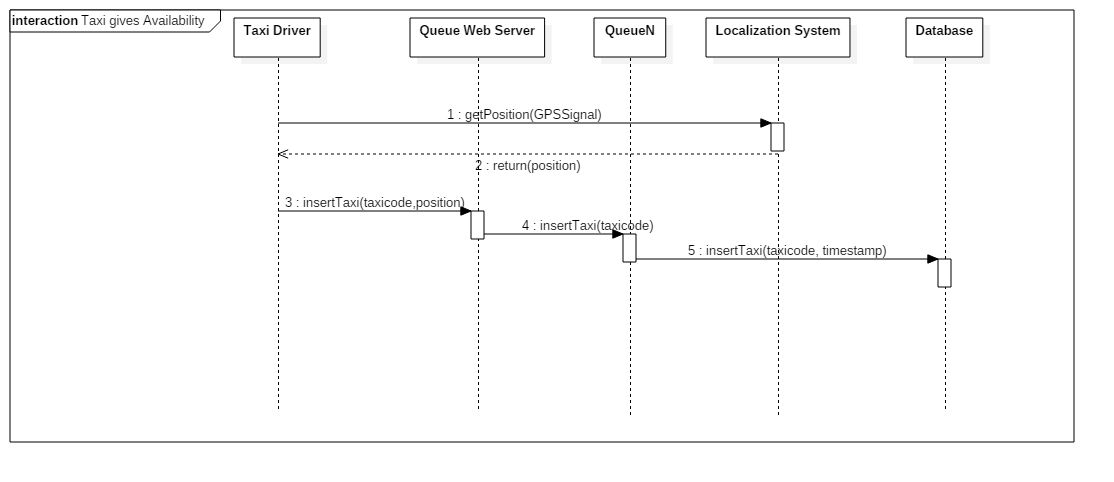 interaction Taxi gives Availability
Taxi Driver
Queue Web Server
QueueN
Localization System
Database
1 : getPosition(GPSSignal)
2 : return(position)
3 : insertTaxi(taxicode,position)
4 : insertTaxi(taxicode)
5 : insertTaxi(taxicode, timestamp)